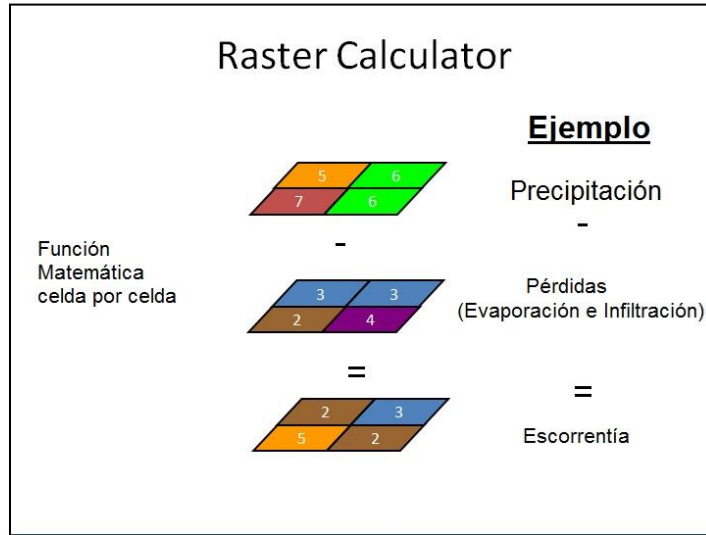 Raster Calculator
Ejemplo
5 6
7 6
Precipitación
-
-
Función
Matemática
celda por celda
3 3
2 4
Pérdidas
(Evaporación e Infiltración)
=
=
2 3
5 2
Escorrentía